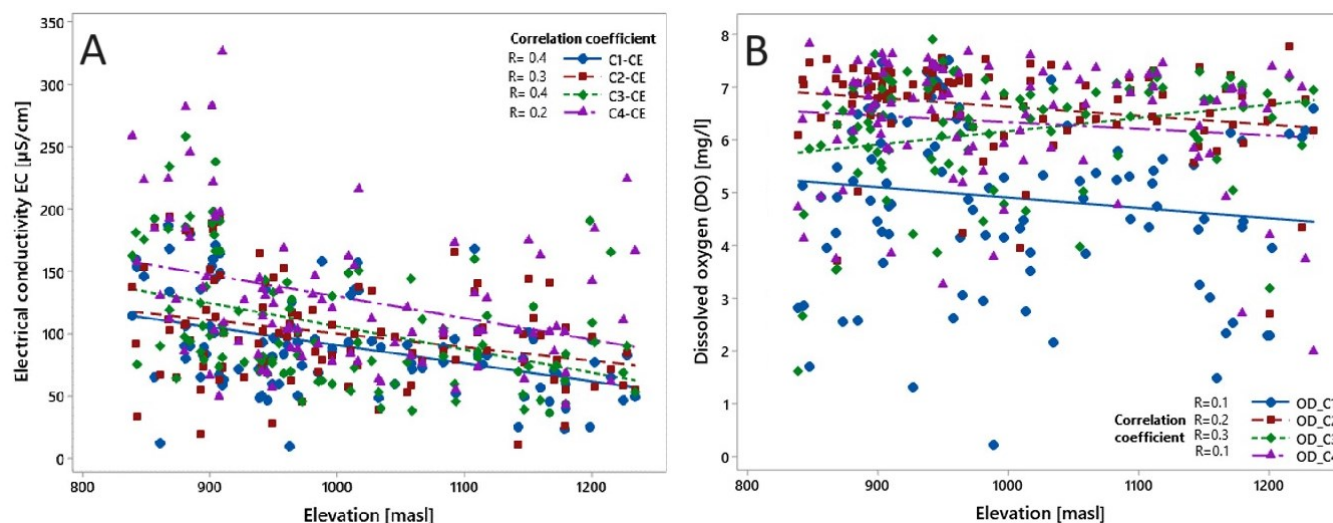 A
Electrical conductivity EC [µS/cm]
350
300
250
200
150
100
50
0
Correlation coefficient
R= 0.4 C1-CE
R= 0.3 C2-CE
R= 0.4 C3-CE
R= 0.2 C4-CE
800 900 1000 1100 1200
Elevation [masl]
B
Dissolved oxygen (DO) [mg/l]
8
7
6
5
4
3
2
1
0
Correlation
coefficient
R=0.1 OD_C1
R=0.2 OD_C2
R=0.3 OD_C3
R=0.1 OD_C4
800 900 1000 1100 1200
Elevation [masl]